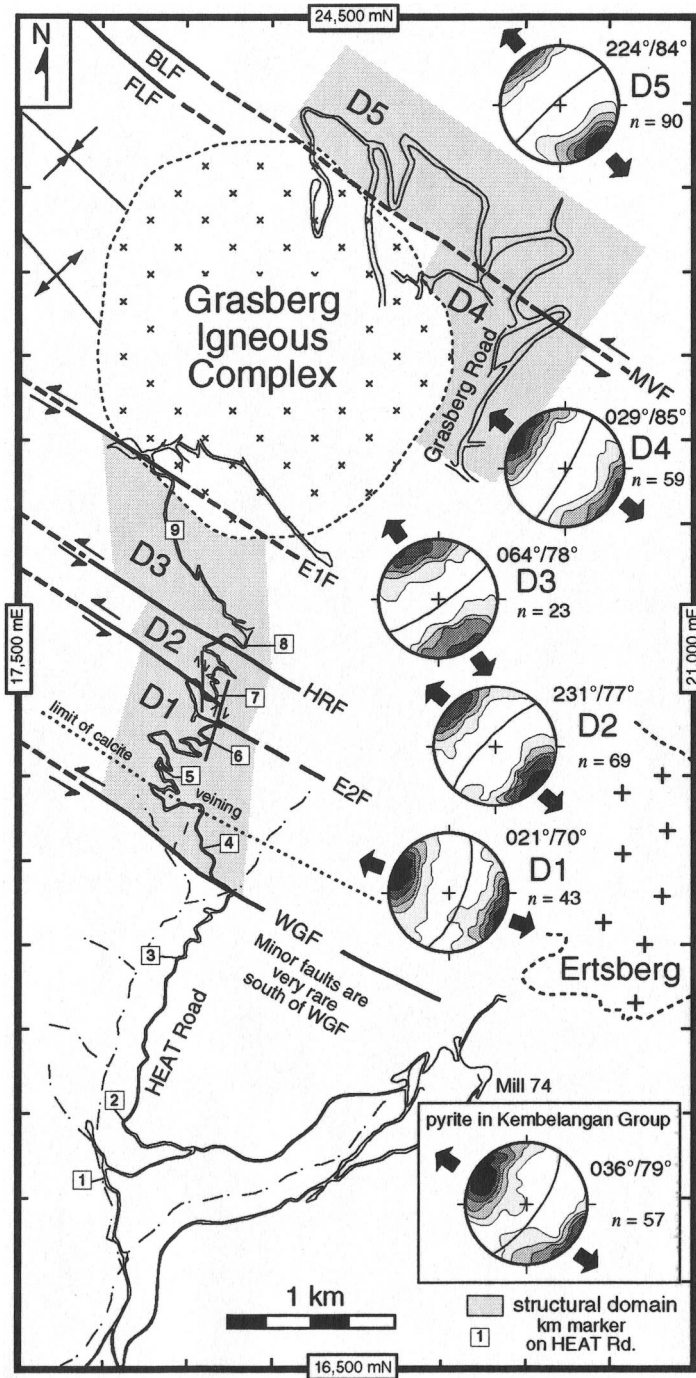 24,500 mN
N
BLF
FLF
D5
224°/84°
D5
n = 90
Grasberg
Igneous
Complex
D4
Grasberg Road
MVF
029°/85°
D4
n = 59
9
E1F
D3
064°/78°
D3
n = 23
17,500 mE
21,000 mE
D2
8
HRF
7
D1
231°/77°
D2
n = 69
6
limit of calcite
veining
5
E2F
4
021°/70°
D1
n = 43
WGF
Minor faults are
very rare
south of WGF
3
Ertsberg
HEAT Road
2
Mill 74
1
pyrite in Kembelangan Group
036°/79°
n = 57
1 km
structural domain
1
km marker
on HEAT Rd.
16,500 mN